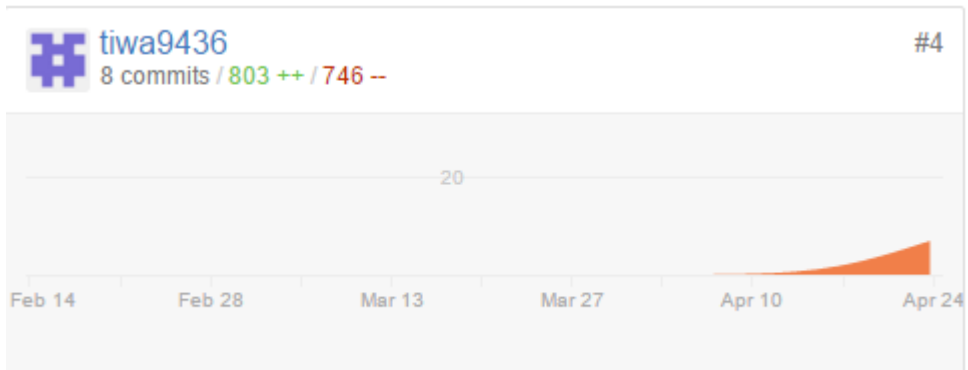 tiwa9436 #4
8 commits / 803 ++ / 746 --
20
Feb 14 Feb 28 Mar 13 Mar 27 Apr 10 Apr 24